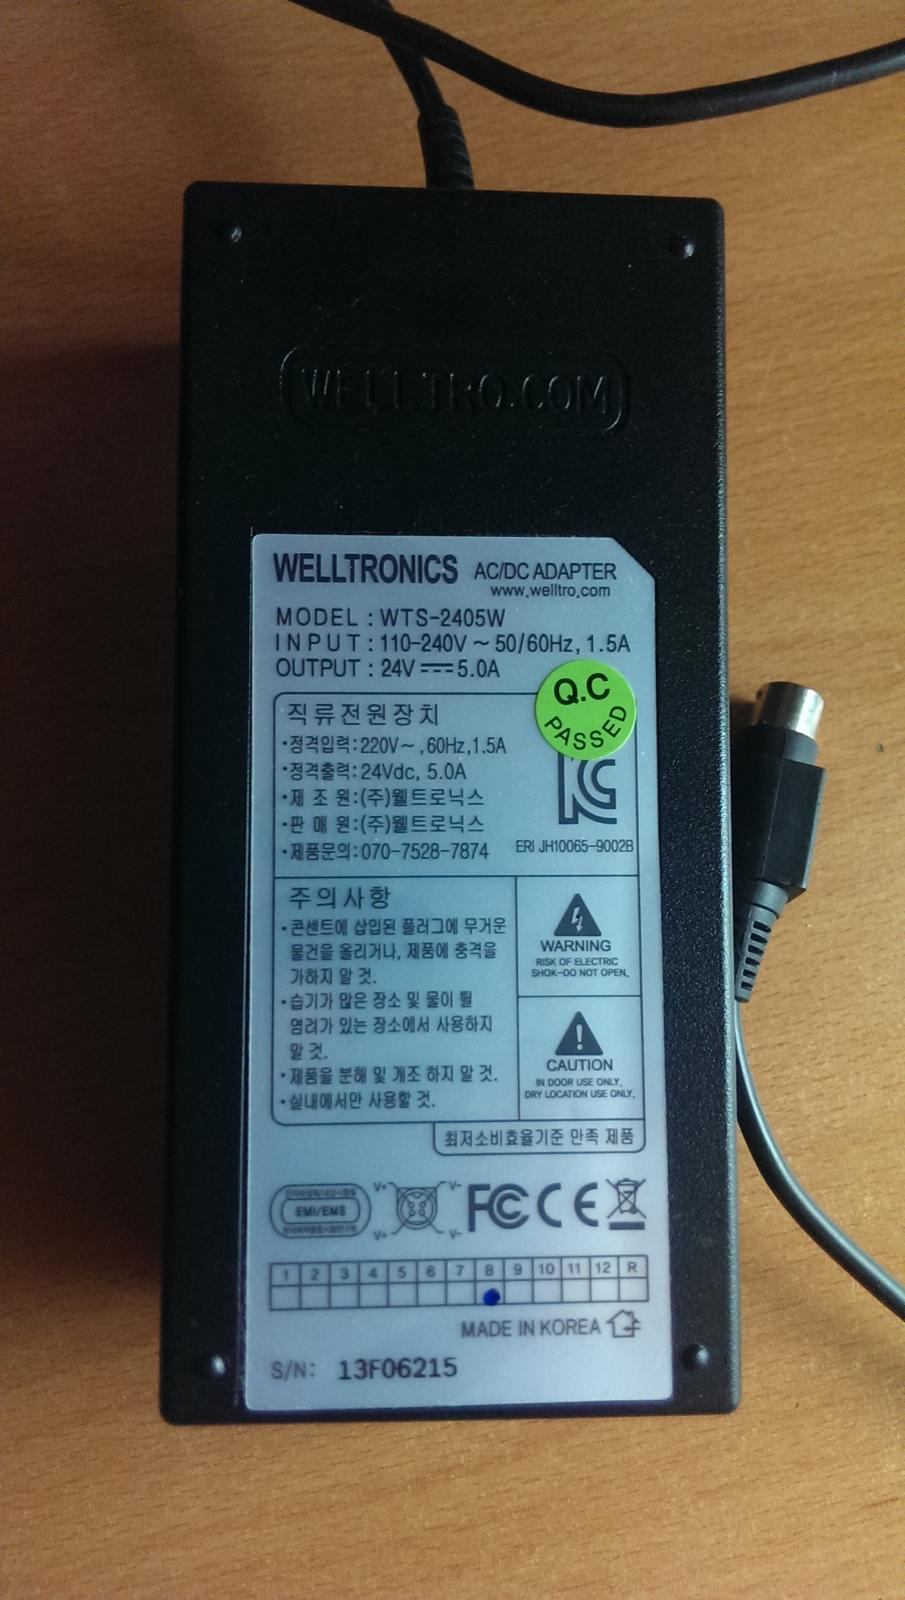 WELLTRO.COM
WELLTRONICS AC/DC ADAPTER
www.welltro.com
MODEL : WTS-2405W
INPUT : 110-240V ~ 50/60Hz, 1.5A
OUTPUT : 24V ⎓ 5.0A
Q.C
PASSED
직류전원장치
·정격입력:220V~, 60Hz, 1.5A
·정격출력:24Vdc, 5.0A
·제 조 원:(주)웰트로닉스
·판 매 원:(주)웰트로닉스
·제품문의:070-7528-7874
ERI JH10065-9002B
주의사항
·콘센트에 삽입된 플러그에 무거운
물건을 올리거나, 제품에 충격을
가하지 말 것.
·습기가 많은 장소 및 물이 튈
염려가 있는 장소에서 사용하지
말 것.
·제품을 분해 및 개조 하지 말 것.
·실내에서만 사용할 것.
WARNING
RISK OF ELECTRIC
SHOK-DO NOT OPEN.
CAUTION
IN DOOR USE ONLY.
DRY LOCATION USE ONLY.
최저소비효율기준 만족 제품
EMI/EMS
V+ V-
V+ V-
FCC CE
1 2 3 4 5 6 7 8 9 10 11 12 R
MADE IN KOREA
S/N: 13F06215